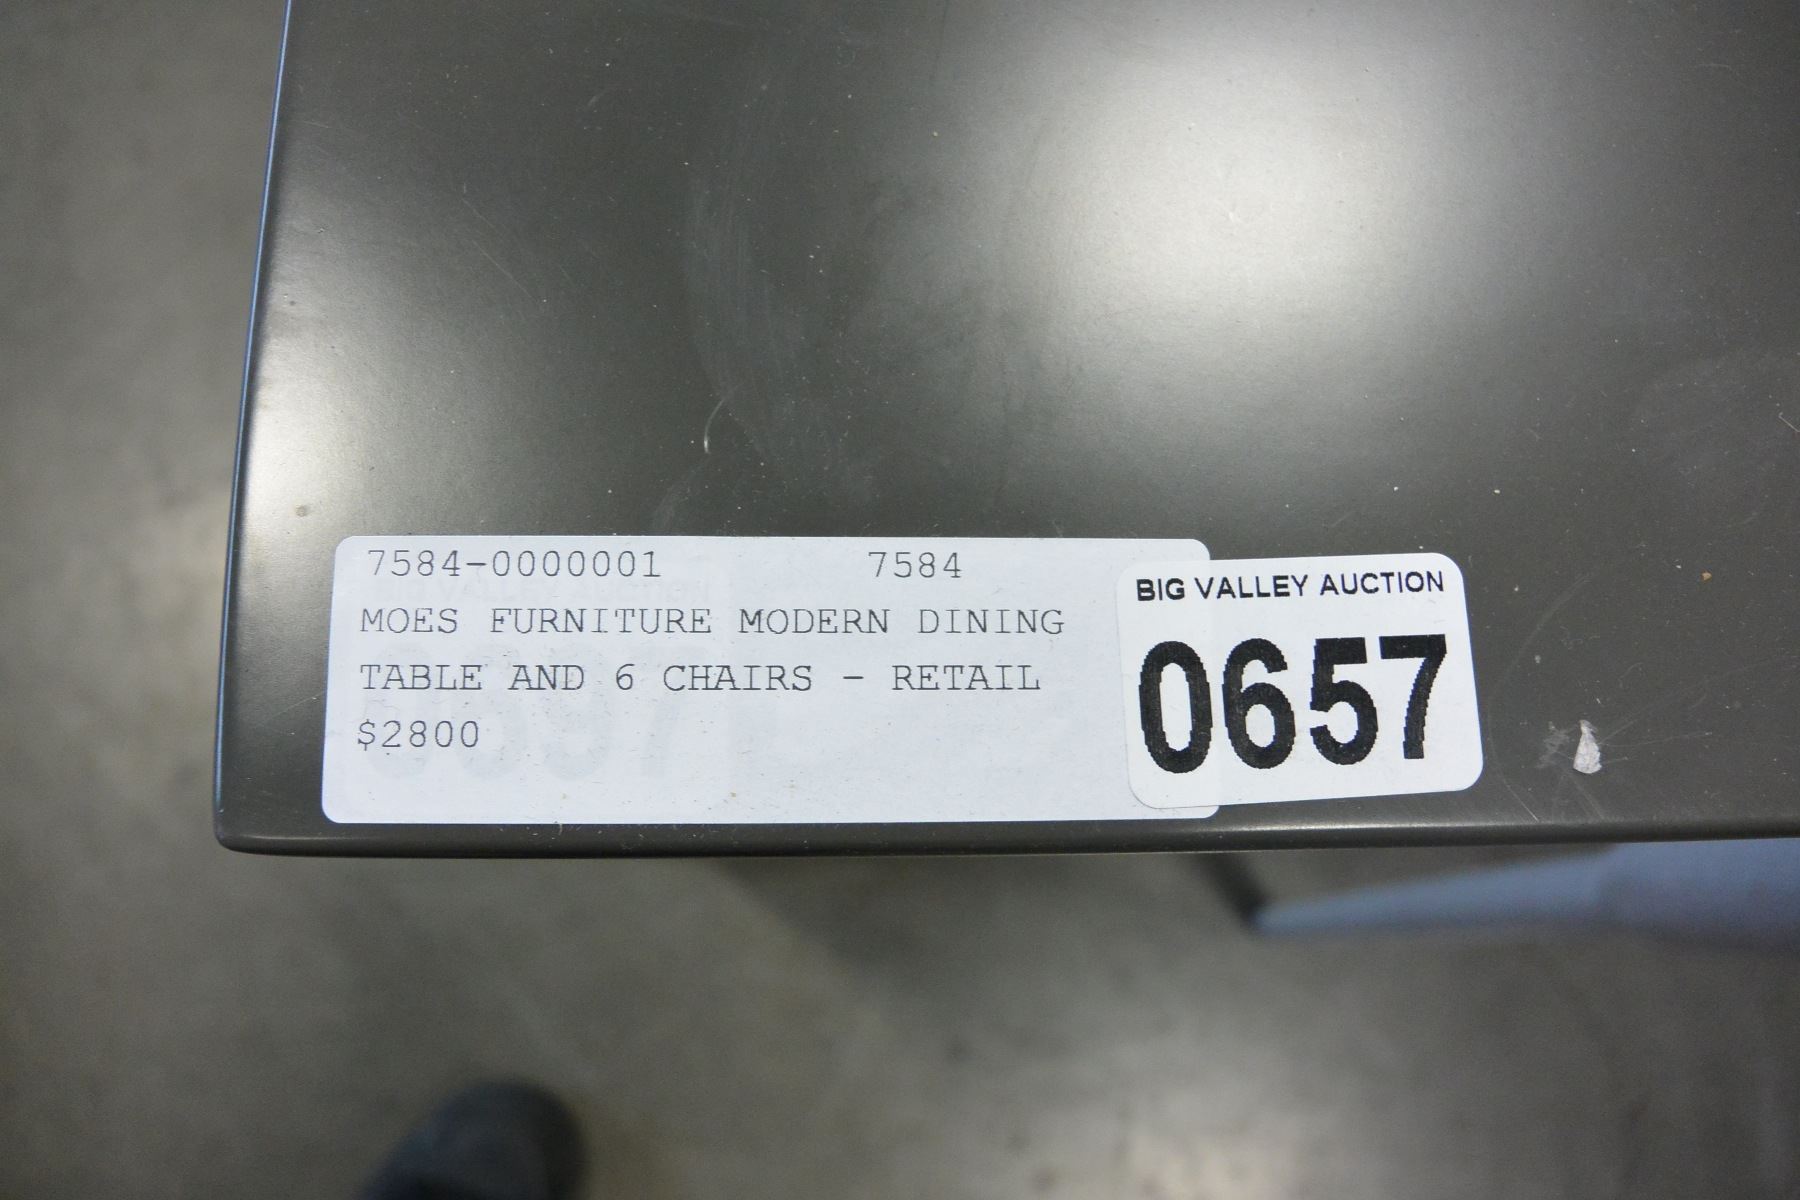 7584-0000001 7584
MOES FURNITURE MODERN DINING
TABLE AND 6 CHAIRS - RETAIL
$2800
BIG VALLEY AUCTION
0657